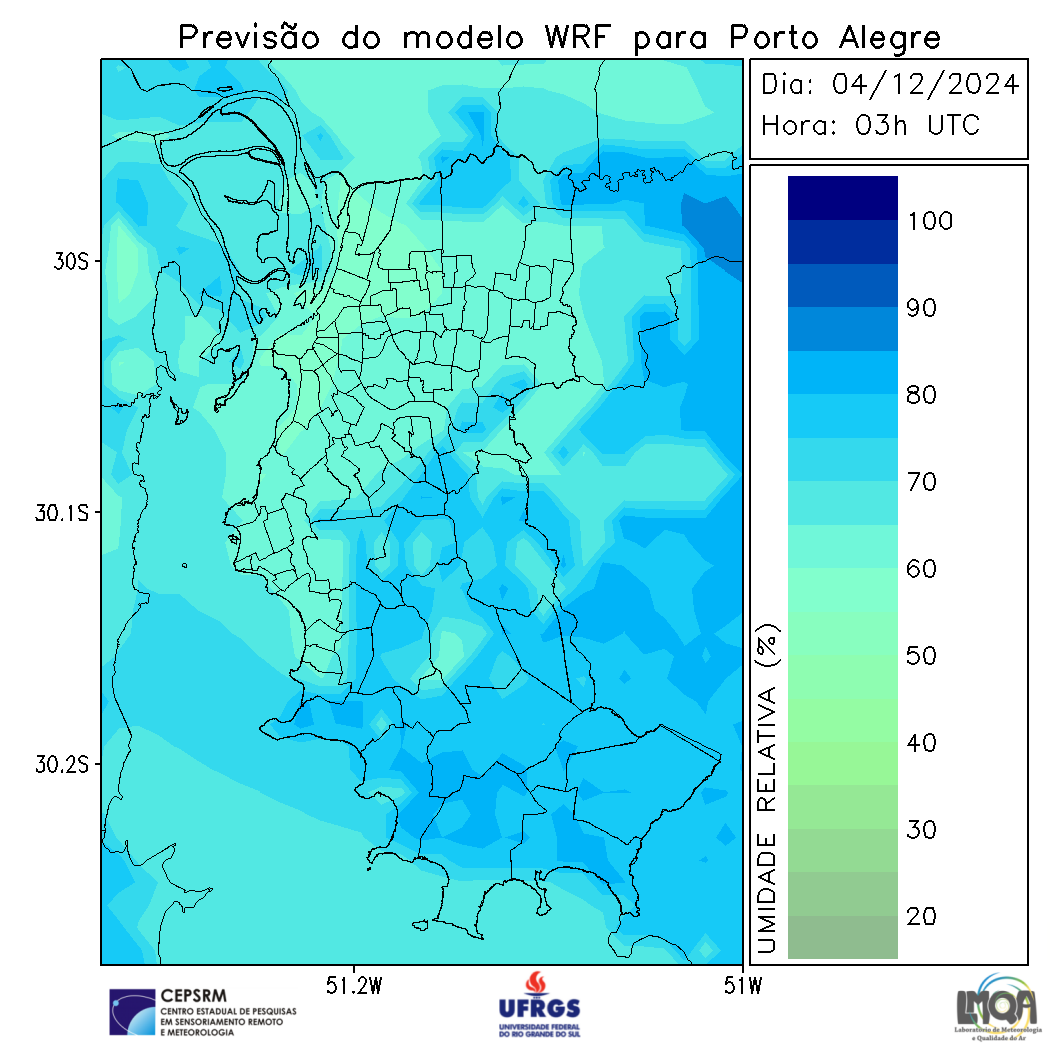 Previsão do modelo WRF para Porto Alegre
Dia: 04/12/2024
Hora: 03h UTC
100
90
80
70
60
50
40
30
20
UMIDADE RELATIVA (%)
30S
30.1S
30.2S
51.2W
51W
CEPSRM
CENTRO ESTADUAL DE PESQUISAS
EM SENSORIAMENTO REMOTO
E METEOROLOGIA
UFRGS
UNIVERSIDADE FEDERAL
DO RIO GRANDE DO SUL
LMQA
Laboratório de Meteorologia
e Qualidade do Ar